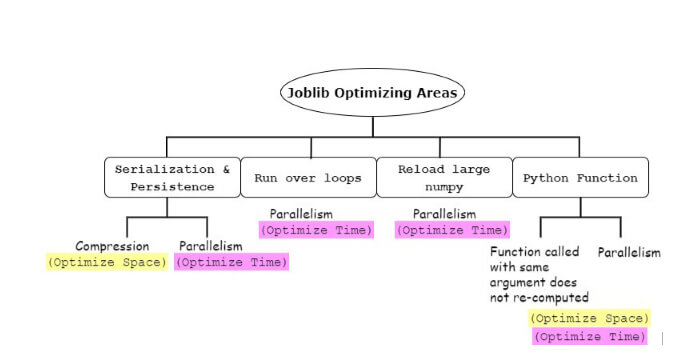 Joblib Optimizing Areas
Serialization &
Persistence
Run over loops
Reload large
numpy
Python Function
Compression
(Optimize Space)
Parallelism
(Optimize Time)
Parallelism
(Optimize Time)
Parallelism
(Optimize Time)
Function called
with same
argument does
not re-computed
Parallelism
(Optimize Space)
(Optimize Time)